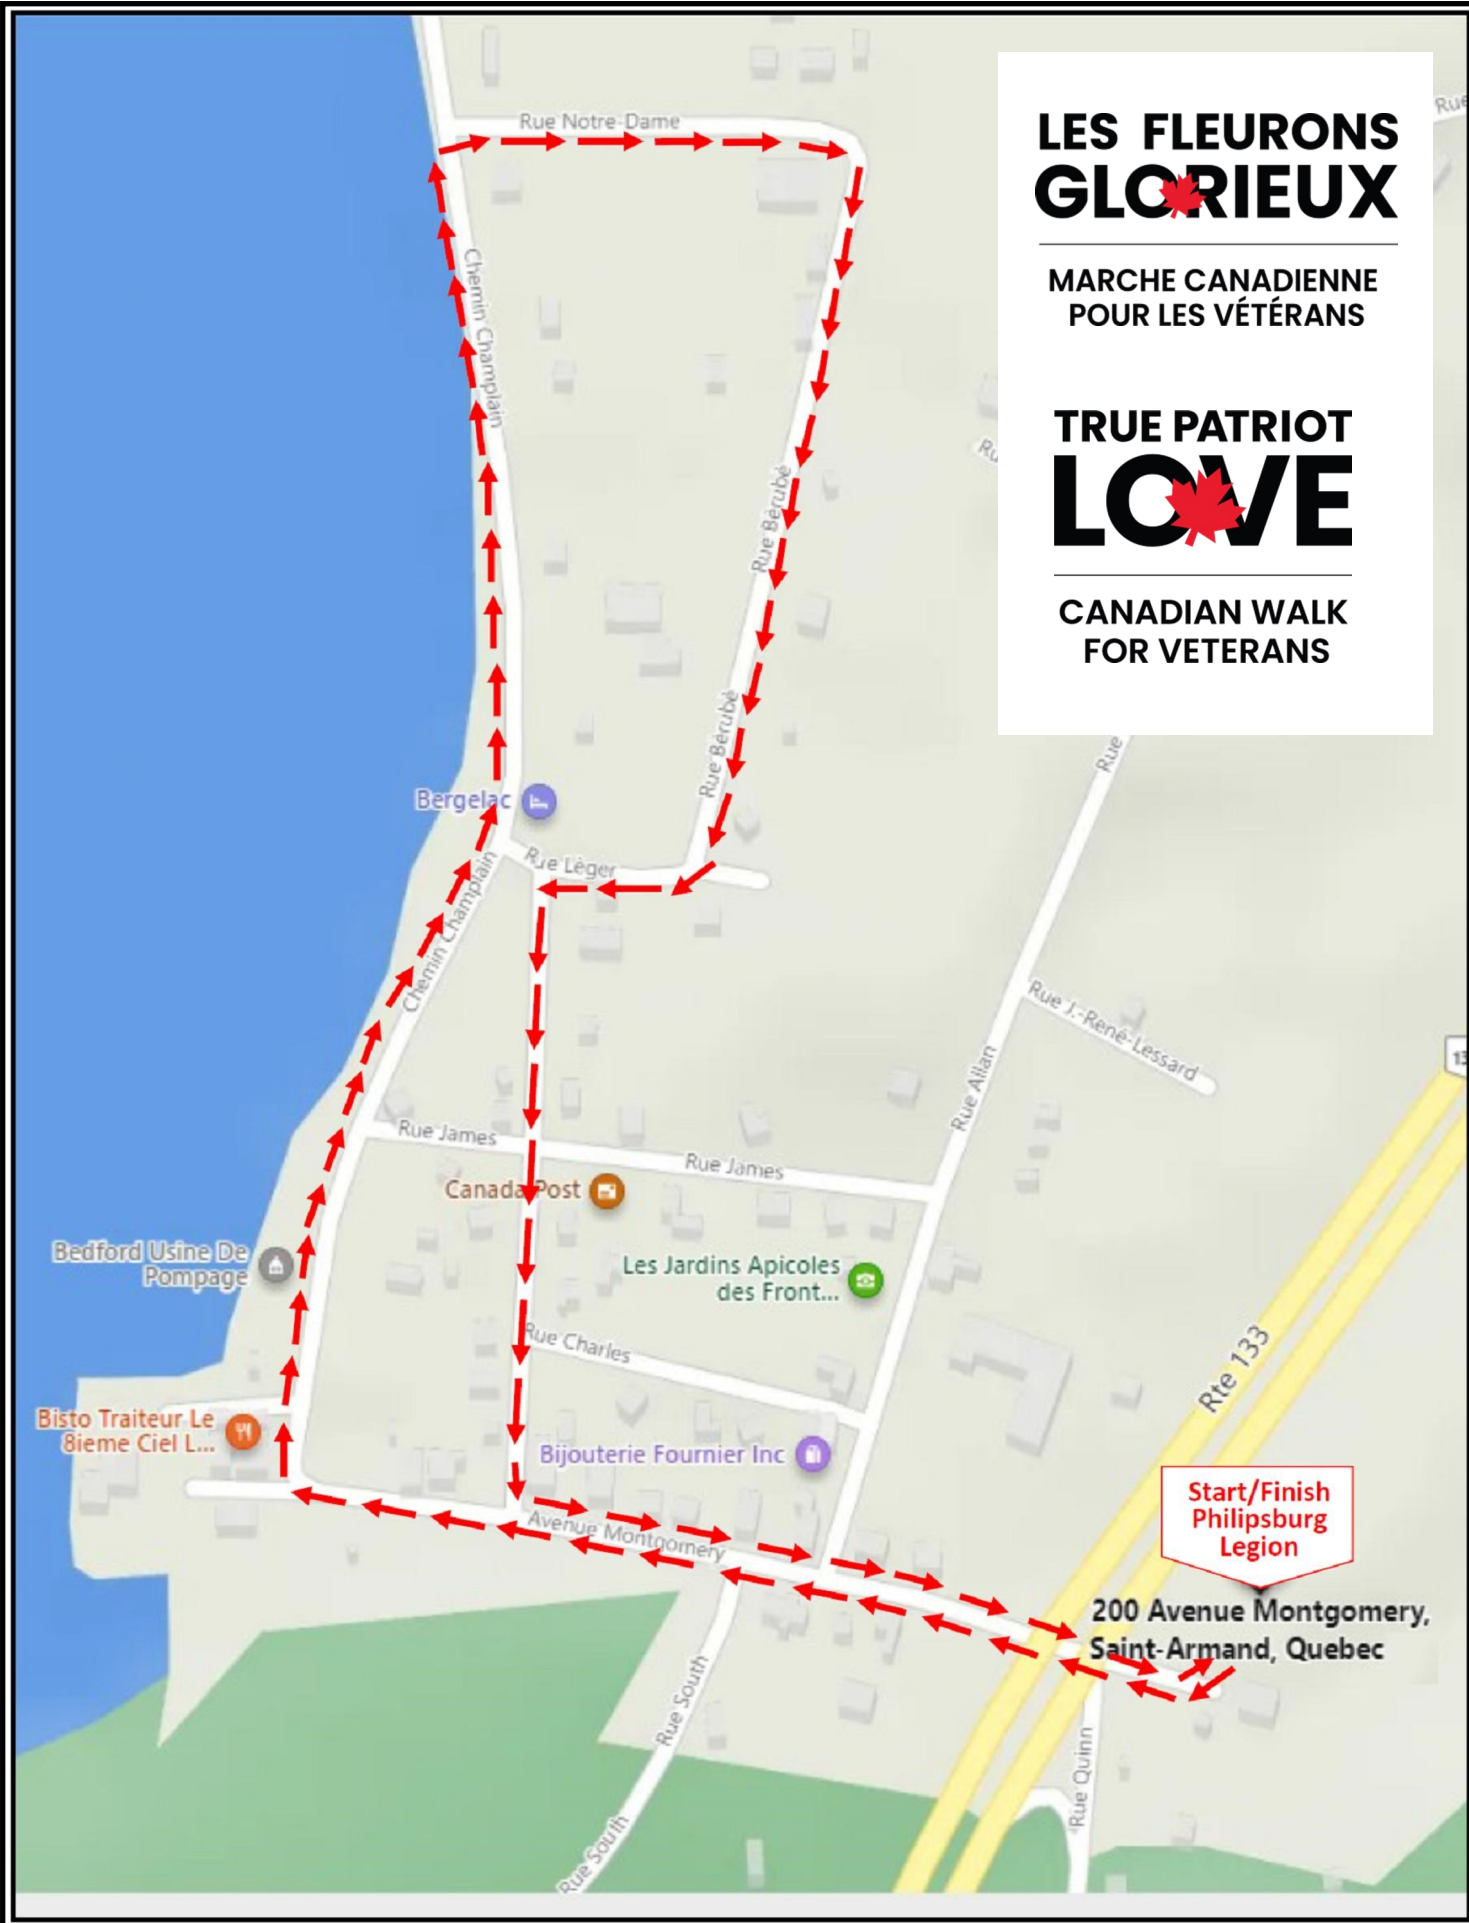 LES FLEURONS
GLORIEUX
MARCHE CANADIENNE
POUR LES VÉTÉRANS
TRUE PATRIOT
LOVE
CANADIAN WALK
FOR VETERANS
Rue Notre-Dame
Rue
Chemin Champlain
Rue Bérubé
Rue Bérubé
Rue
Bergelac
Rue Léger
Chemin Champlain
Rue J.-René-Lessard
Rue Allan
Rue James
Rue James
Canada Post
Bedford Usine De
Pompage
Les Jardins Apicoles
des Front...
Rue Charles
Rte 133
Bisto Traiteur Le
8ieme Ciel L...
Bijouterie Fournier Inc
Avenue Montgomery
Start/Finish
Philipsburg
Legion
200 Avenue Montgomery,
Saint-Armand, Quebec
Rue South
Rue Quinn
Rue South